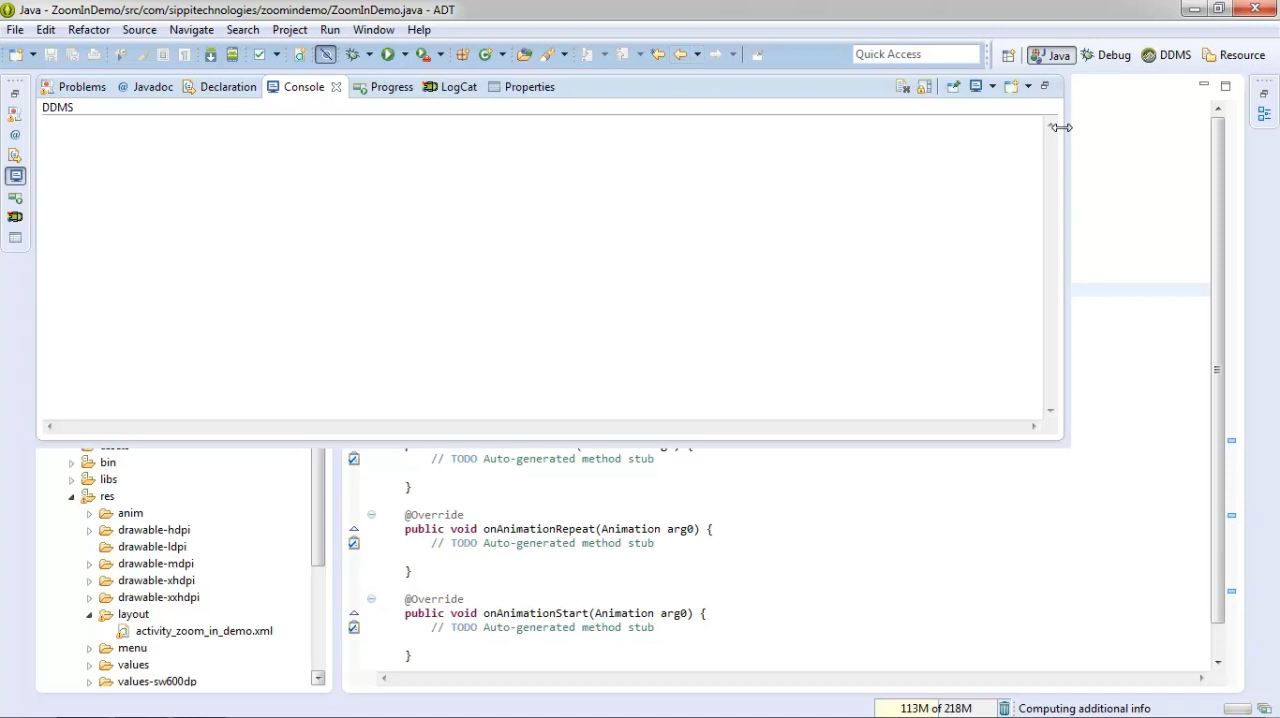 Java - ZoomInDemo/src/com/sippitechnologies/zoomindemo/ZoomInDemo.java - ADT
File Edit Refactor Source Navigate Search Project Run Window Help
Quick Access Java Debug DDMS Resource
Problems @ Javadoc Declaration Console Progress LogCat Properties
DDMS
bin
libs
res
anim
drawable-hdpi
drawable-ldpi
drawable-mdpi
drawable-xhdpi
drawable-xxhdpi
layout
activity_zoom_in_demo.xml
menu
values
values-sw600dp
// TODO Auto-generated method stub
}
@Override
public void onAnimationRepeat(Animation arg0) {
// TODO Auto-generated method stub
}
@Override
public void onAnimationStart(Animation arg0) {
// TODO Auto-generated method stub
}
113M of 218M Computing additional info